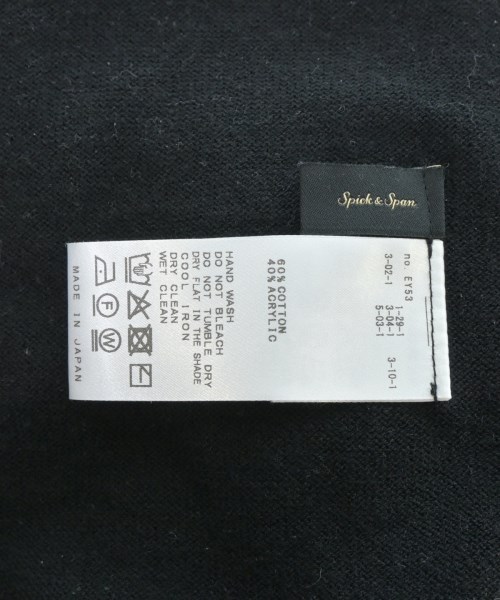 Spick & Span
no. EY53
1-29-1
3-02-1 3-04-1 3-10-1
5-03-1
60% COTTON
40% ACRYLIC
HAND WASH
DO NOT BLEACH
DO NOT TUMBLE DRY
DRY FLAT IN THE SHADE
COOL IRON
DRY CLEAN
WET CLEAN
F
W
MADE IN JAPAN